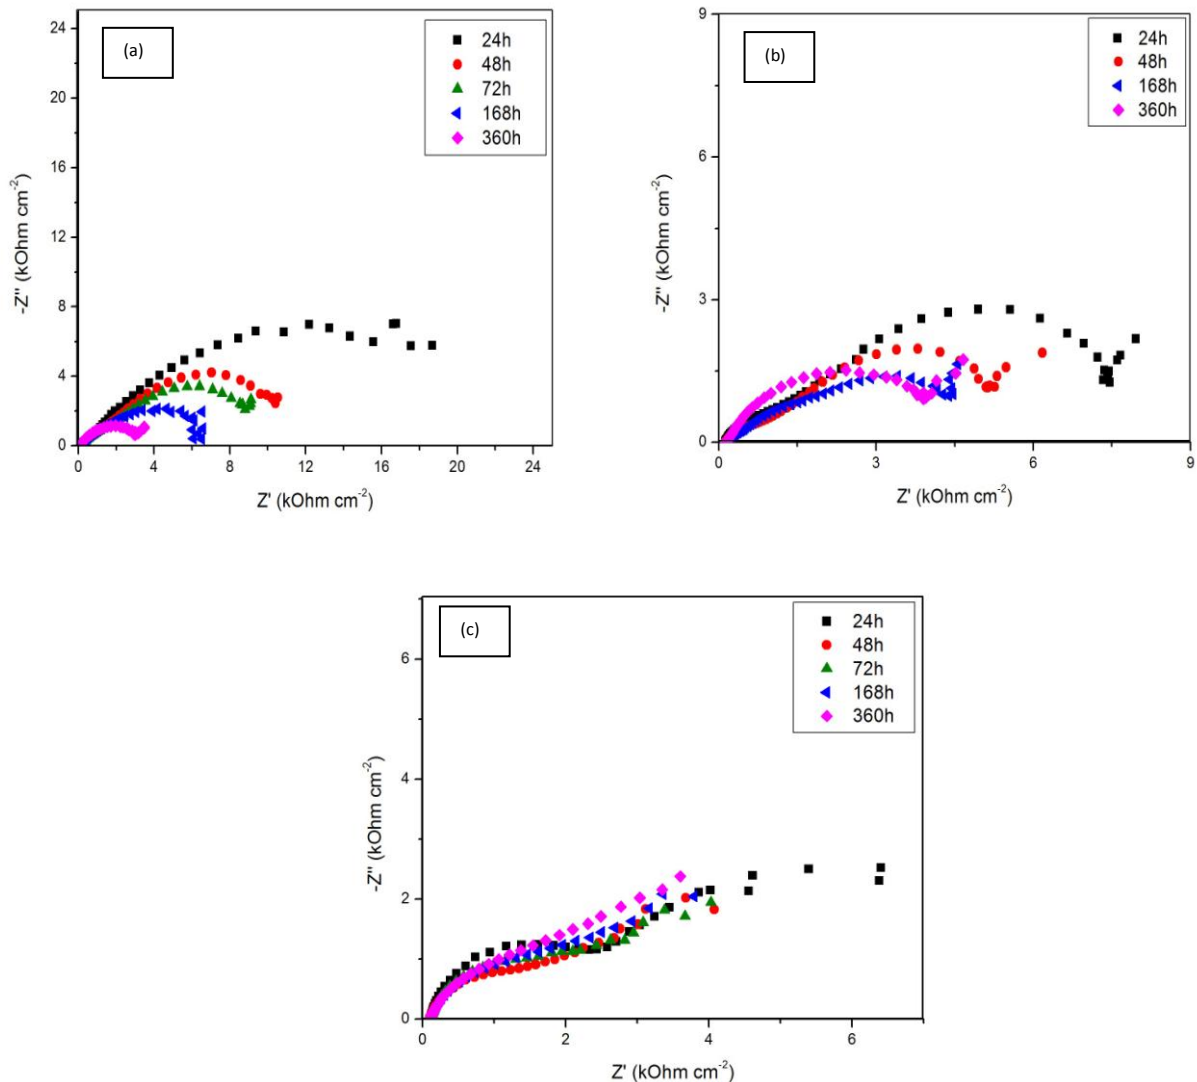 (a)
24h
48h
72h
168h
360h
24
20
16
12
8
4
0
-Z'' (kOhm cm⁻²)
0 4 8 12 16 20 24
Z' (kOhm cm⁻²)
(b)
24h
48h
168h
360h
9
6
3
0
-Z'' (kOhm cm⁻²)
0 3 6 9
Z' (kOhm cm⁻²)
(c)
24h
48h
72h
168h
360h
6
4
2
0
-Z'' (kOhm cm⁻²)
0 2 4 6
Z' (kOhm cm⁻²)